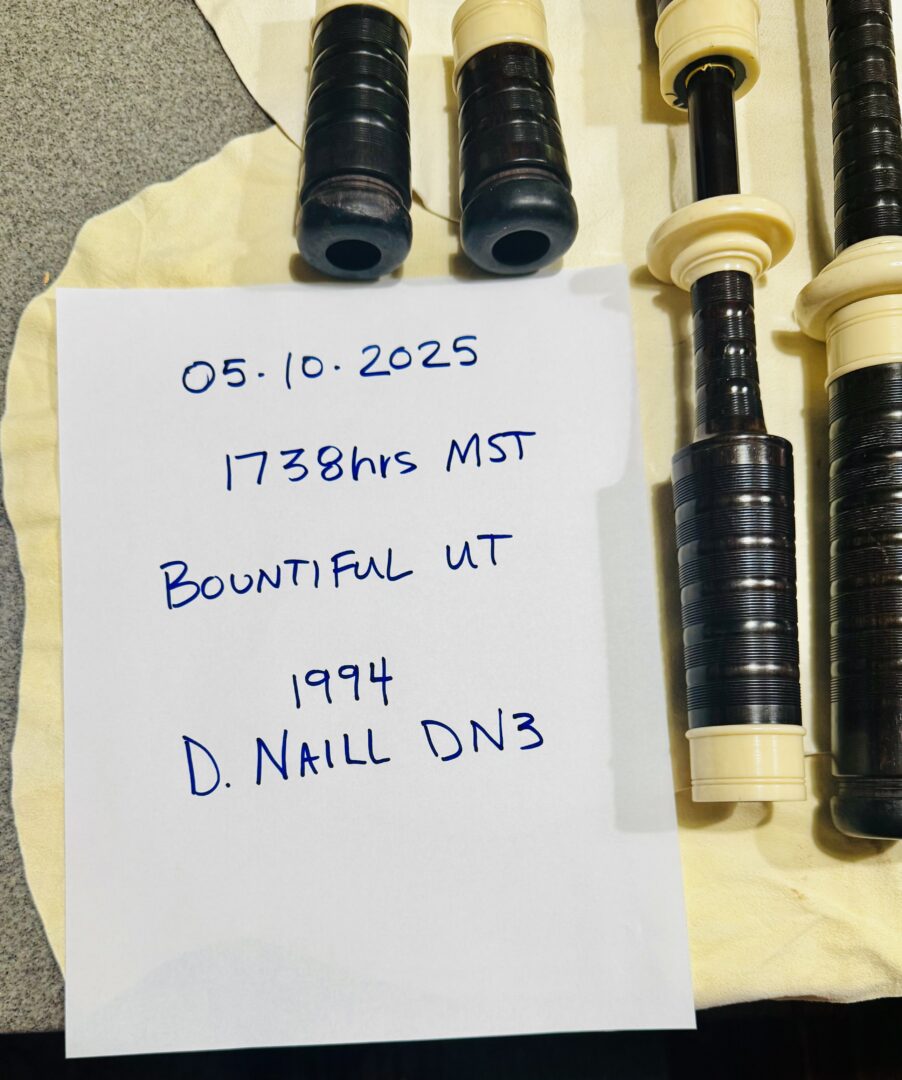 05.10.2025
1738hrs MST
BOUNTIFUL UT
1994
D. NAILL DN3